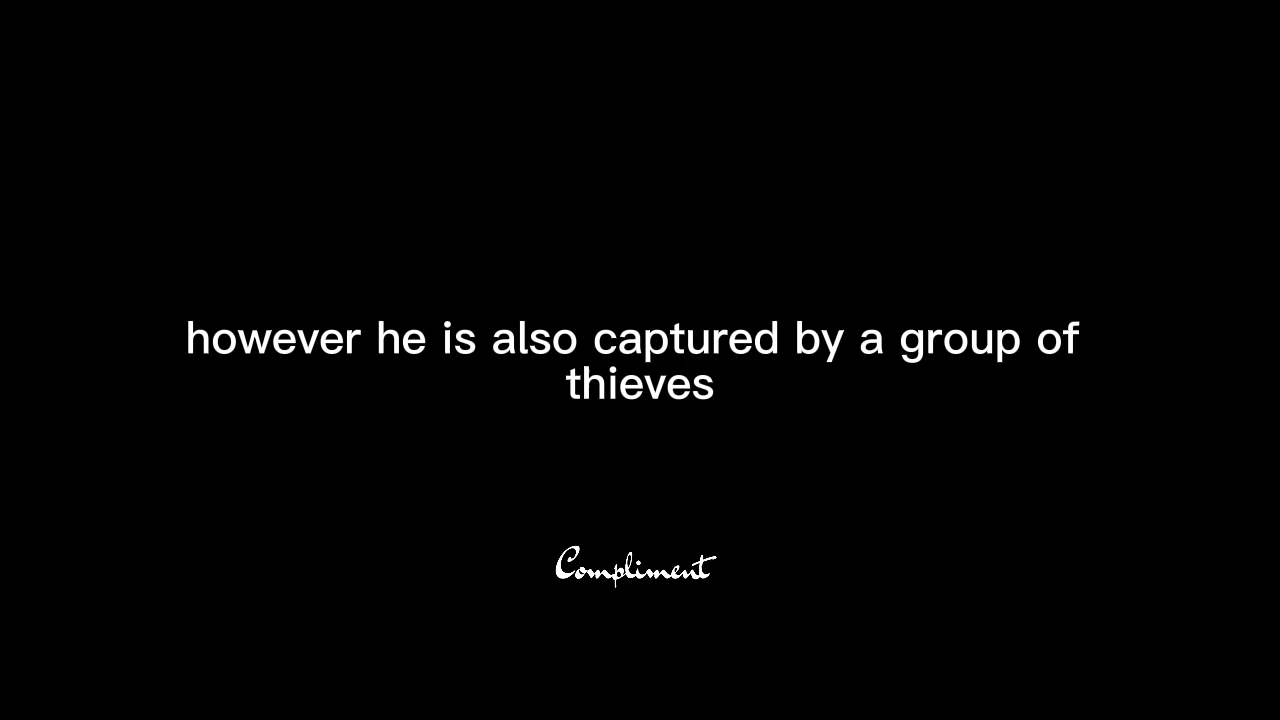 however he is also captured by a group of
thieves
Compliment